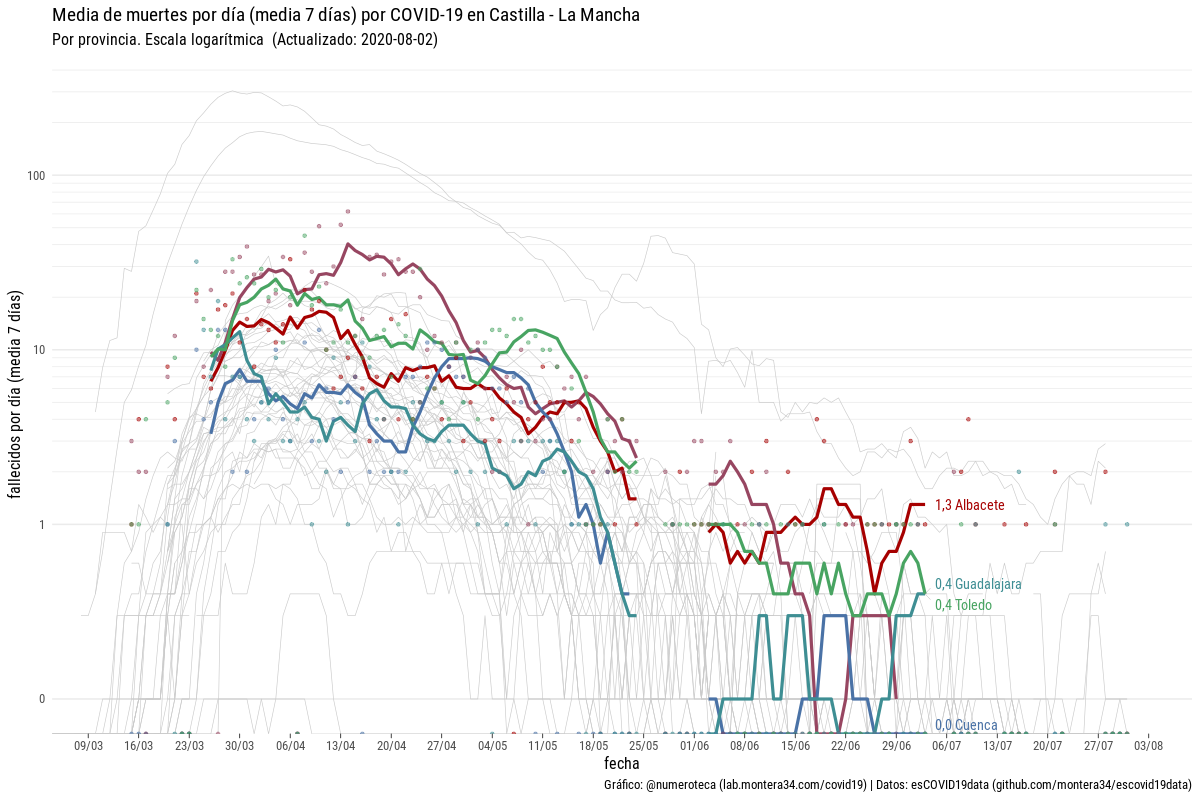 Media de muertes por día (media 7 días) por COVID-19 en Castilla - La Mancha
Por provincia. Escala logarítmica (Actualizado: 2020-08-02)
fallecidos por día (media 7 días)
100
10
1
0
1,3 Albacete
0,4 Guadalajara
0,4 Toledo
0,0 Cuenca
09/03 16/03 23/03 30/03 06/04 13/04 20/04 27/04 04/05 11/05 18/05 25/05 01/06 08/06 15/06 22/06 29/06 06/07 13/07 20/07 27/07 03/08
fecha
Gráfico: @numeroteca (lab.montera34.com/covid19) | Datos: esCOVID19data (github.com/montera34/escovid19data)